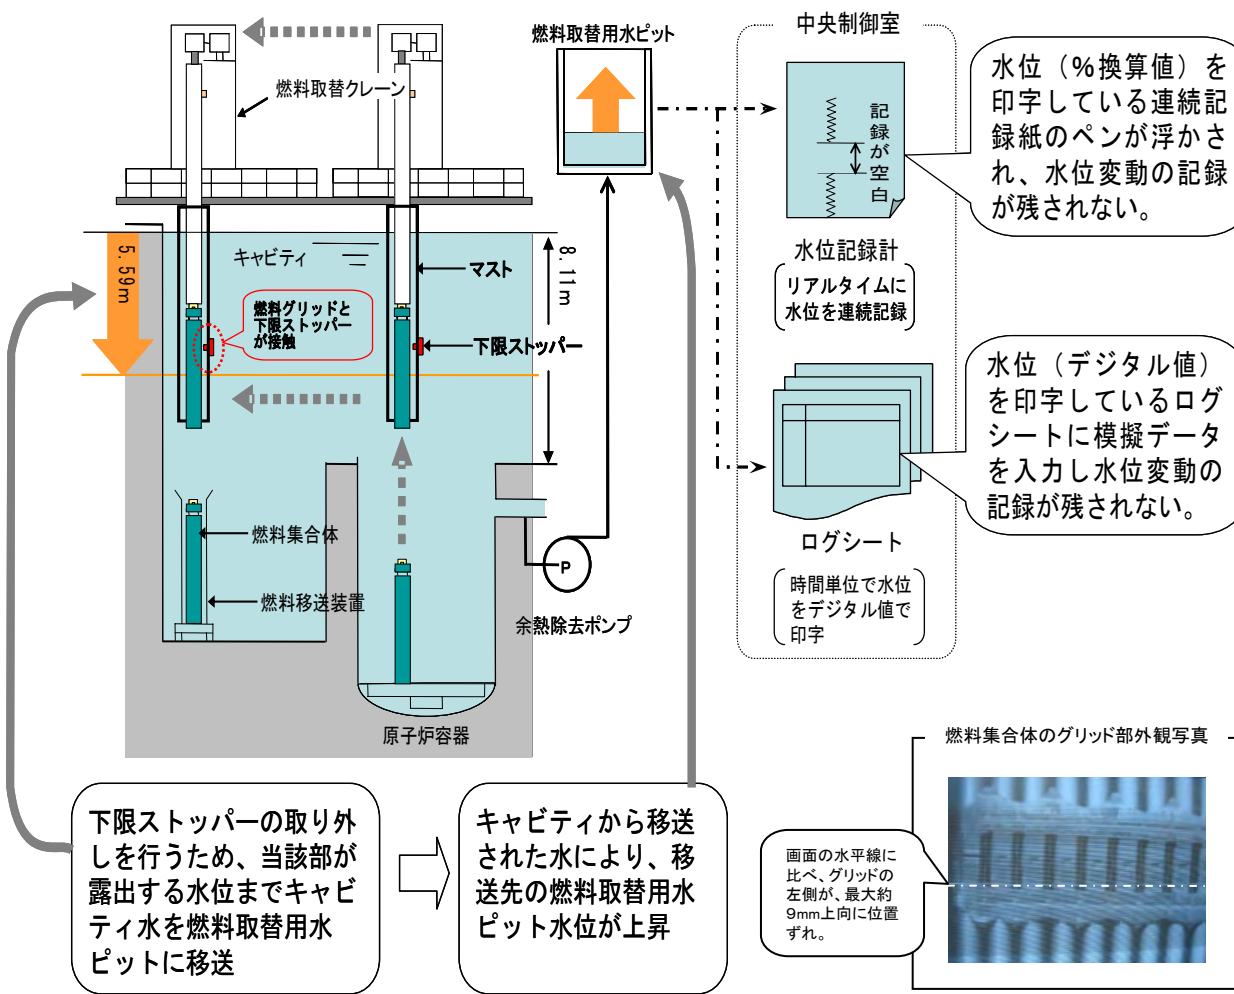 燃料取替クレーン
燃料取替用水ピット
中央制御室
記録が空白
水位(%換算値)を
印字している連続記
録紙のペンが浮かさ
れ、水位変動の記録
が残されない。
水位記録計
リアルタイムに
水位を連続記録
5.59m
キャビティ
8.11m
マスト
燃料グリッドと
下限ストッパー
が接触
下限ストッパー
水位(デジタル値)
を印字しているログ
シートに模擬データ
を入力し水位変動の
記録が残されない。
ログシート
時間単位で水位
をデジタル値で
印字
燃料集合体
燃料移送装置
P
余熱除去ポンプ
原子炉容器
下限ストッパーの取り外
しを行うため、当該部が
露出する水位までキャビ
ティ水を燃料取替用水
ピットに移送
キャビティから移送
された水により、移
送先の燃料取替用水
ピット水位が上昇
燃料集合体のグリッド部外観写真
画面の水平線に
比べ、グリッドの
左側が、最大約
9mm上向に位置
ずれ。